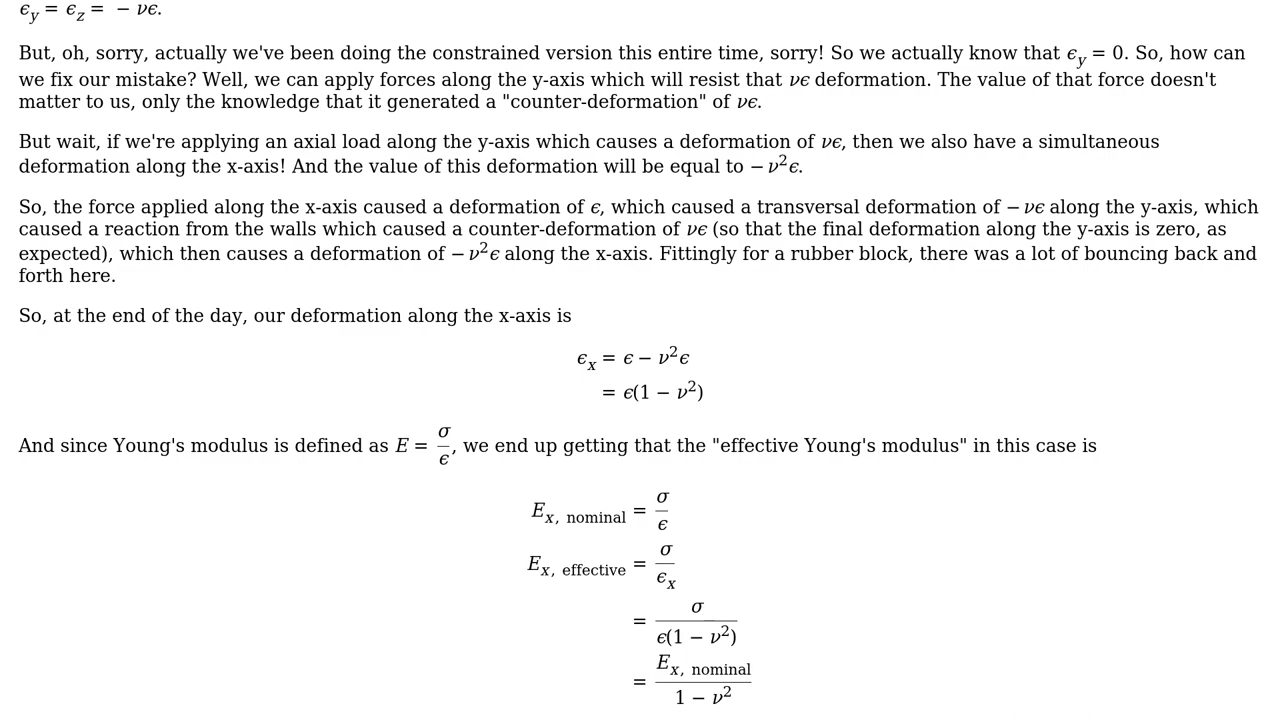 ϵy = ϵz = − νϵ.
But, oh, sorry, actually we've been doing the constrained version this entire time, sorry! So we actually know that ϵy = 0. So, how can
we fix our mistake? Well, we can apply forces along the y-axis which will resist that νϵ deformation. The value of that force doesn't
matter to us, only the knowledge that it generated a "counter-deformation" of νϵ.
But wait, if we're applying an axial load along the y-axis which causes a deformation of νϵ, then we also have a simultaneous
deformation along the x-axis! And the value of this deformation will be equal to − ν²ϵ.
So, the force applied along the x-axis caused a deformation of ϵ, which caused a transversal deformation of − νϵ along the y-axis, which
caused a reaction from the walls which caused a counter-deformation of νϵ (so that the final deformation along the y-axis is zero, as
expected), which then causes a deformation of − ν²ϵ along the x-axis. Fittingly for a rubber block, there was a lot of bouncing back and
forth here.
So, at the end of the day, our deformation along the x-axis is
ϵx = ϵ − ν²ϵ
= ϵ(1 − ν²)
And since Young's modulus is defined as E = σ/ϵ, we end up getting that the "effective Young's modulus" in this case is
Ex, nominal = σ/ϵ
Ex, effective = σ/ϵx
= σ/ϵ(1 − ν²)
= Ex, nominal/1 − ν²